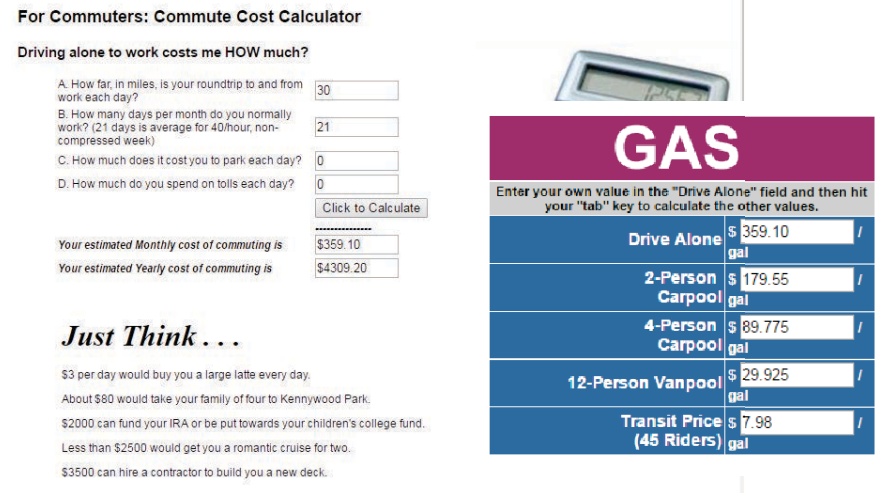 For Commuters: Commute Cost Calculator
Driving alone to work costs me HOW much?
A. How far, in miles, is your roundtrip to and from
work each day?
30
B. How many days per month do you normally
work? (21 days is average for 40/hour, non-
compressed week)
21
C. How much does it cost you to park each day?
0
D. How much do you spend on tolls each day?
0
Click to Calculate
---------------
Your estimated Monthly cost of commuting is
$359.10
Your estimated Yearly cost of commuting is
$4309.20
Just Think . . .
$3 per day would buy you a large latte every day.
About $80 would take your family of four to Kennywood Park.
$2000 can fund your IRA or be put towards your children's college fund.
Less than $2500 would get you a romantic cruise for two.
$3500 can hire a contractor to build you a new deck.
GAS
Enter your own value in the "Drive Alone" field and then hit
your "tab" key to calculate the other values.
Drive Alone $ 359.10 /
gal
2-Person $ 179.55 /
Carpool gal
4-Person $ 89.775 /
Carpool gal
12-Person Vanpool $ 29.925 /
gal
Transit Price $ 7.98 /
(45 Riders) gal